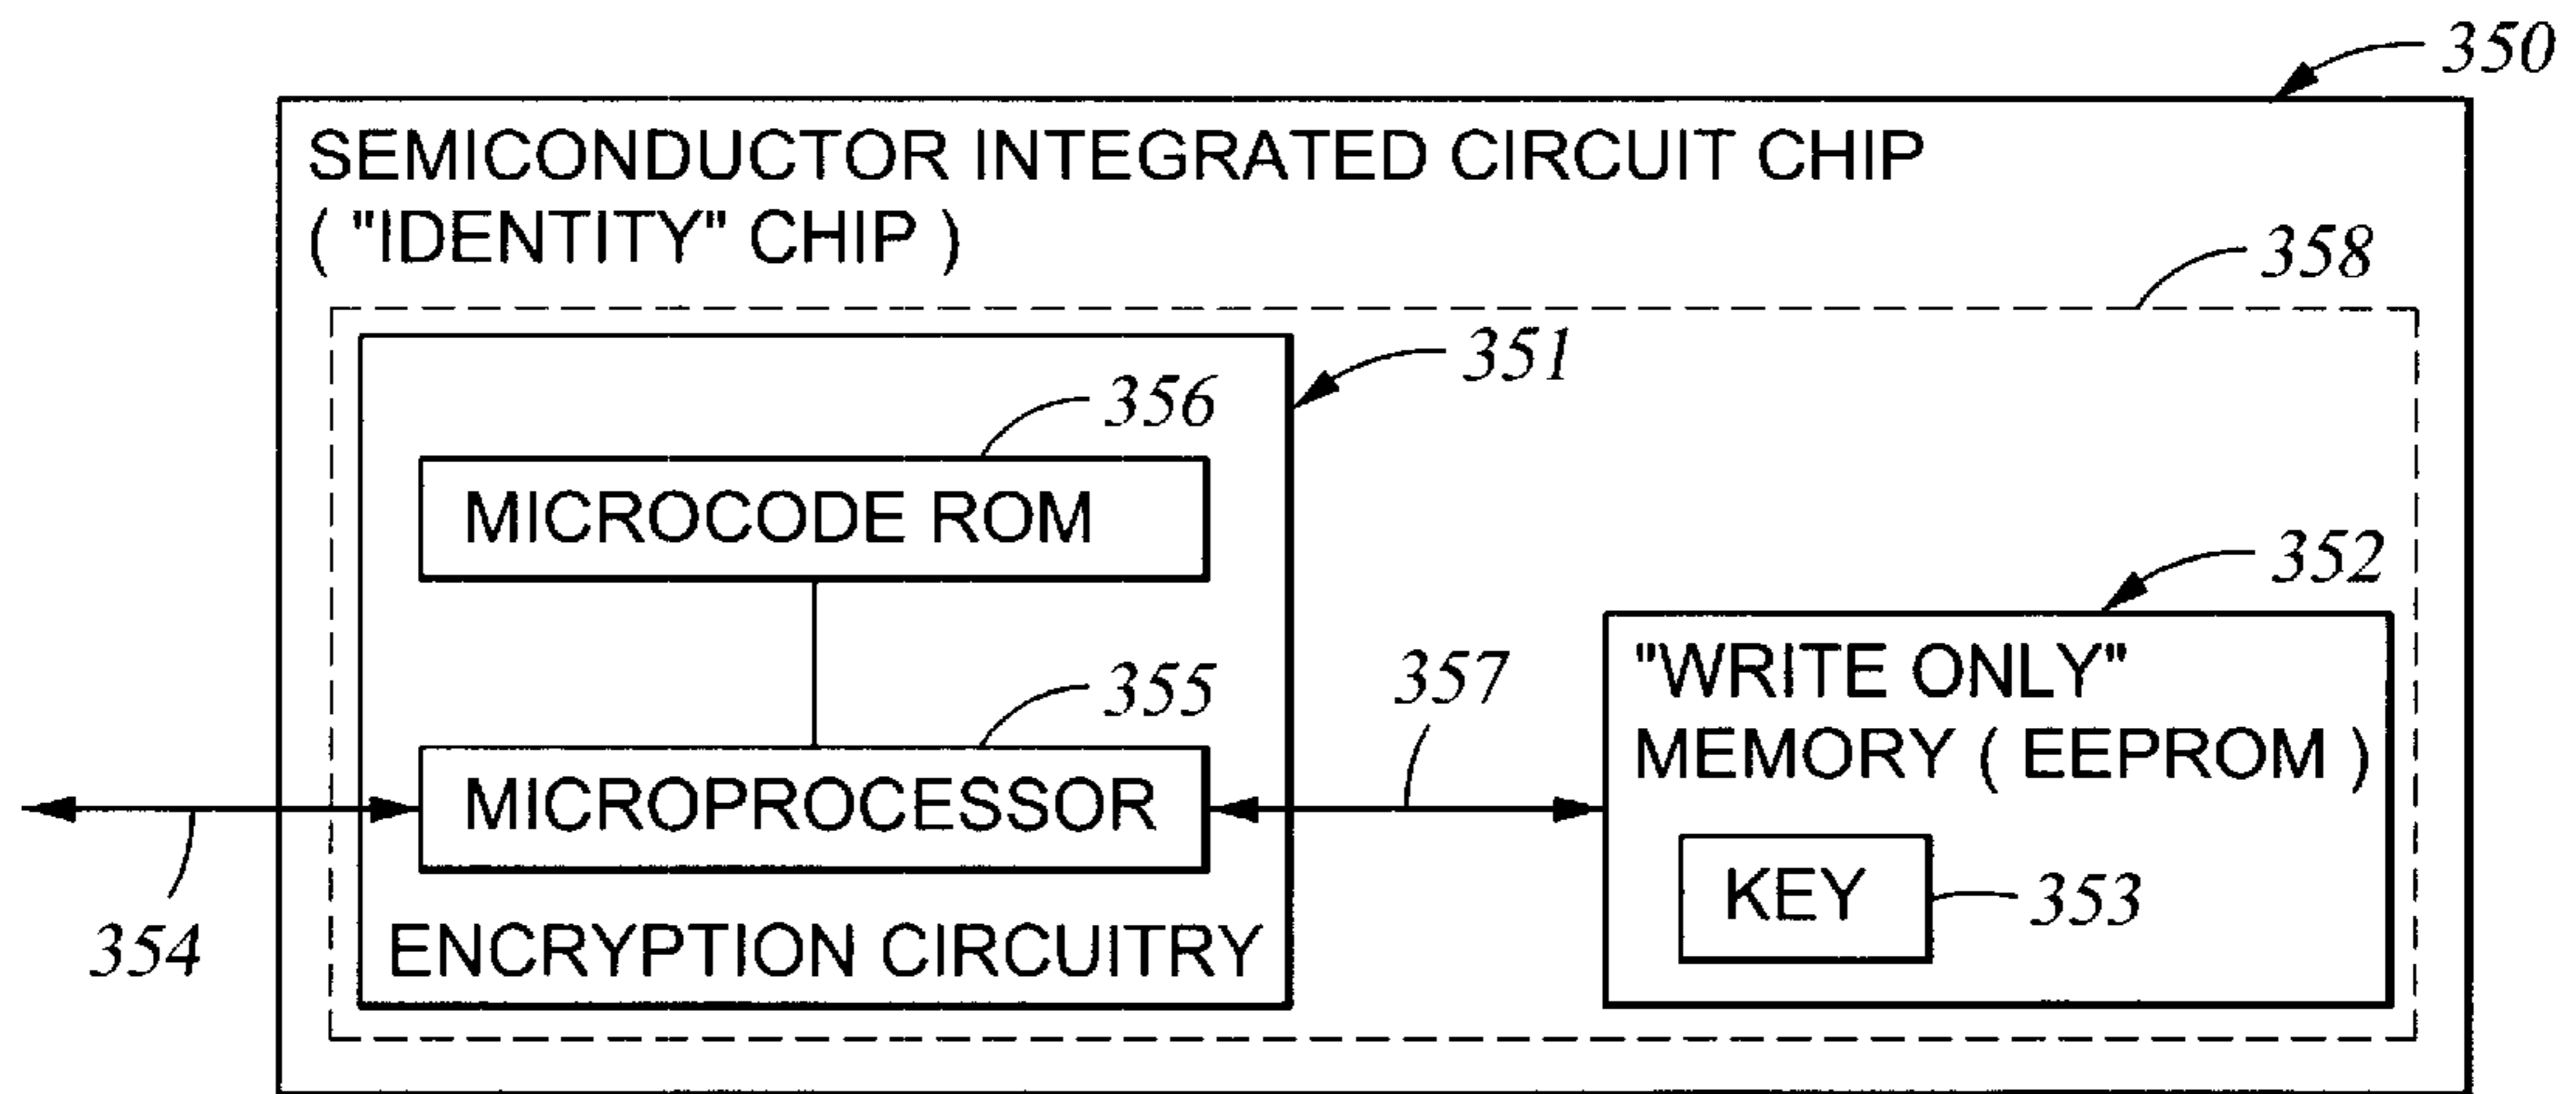 350
SEMICONDUCTOR INTEGRATED CIRCUIT CHIP
( "IDENTITY" CHIP )
358
351
356
MICROCODE ROM
352
"WRITE ONLY"
MEMORY ( EEPROM )
355
357
MICROPROCESSOR
KEY
353
354
ENCRYPTION CIRCUITRY